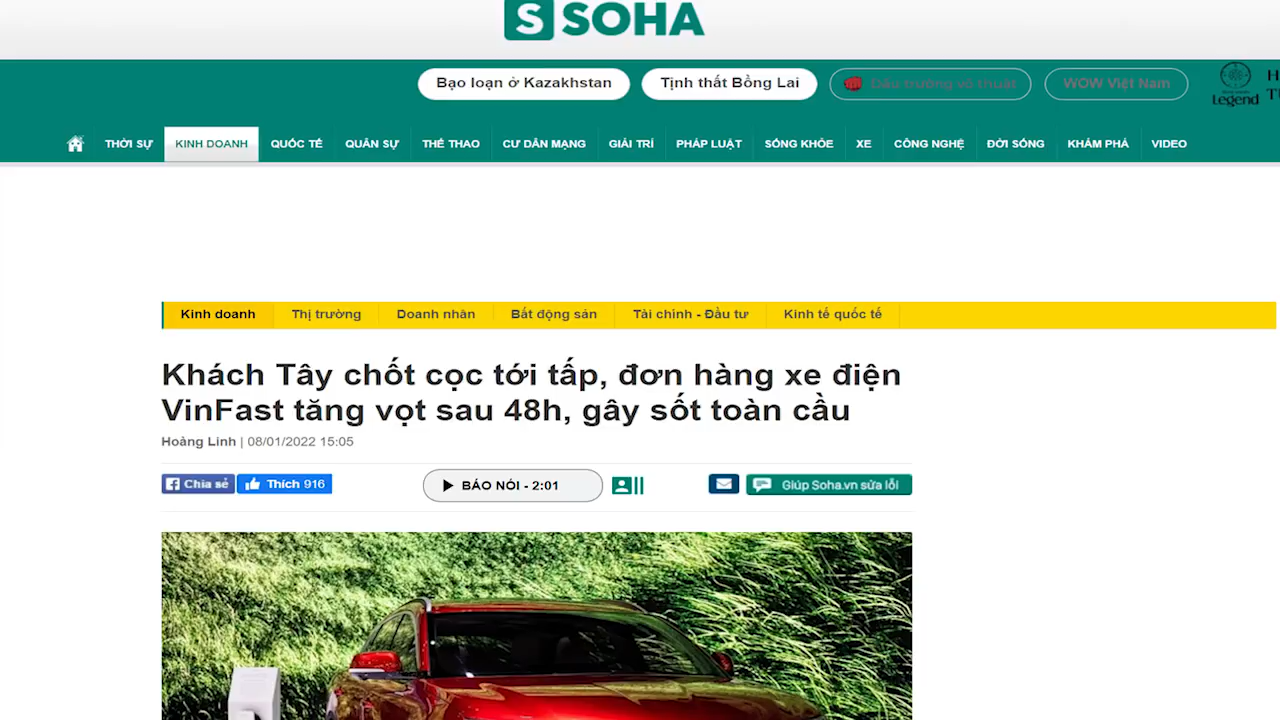 S SOHA
Bạo loạn ở Kazakhstan Tịnh thất Bồng Lai Đấu trường võ thuật WOW Việt Nam
Legend
THỜI SỰ KINH DOANH QUỐC TẾ QUÂN SỰ THỂ THAO CƯ DÂN MẠNG GIẢI TRÍ PHÁP LUẬT SỐNG KHỎE XE CÔNG NGHỆ ĐỜI SỐNG KHÁM PHÁ VIDEO
Kinh doanh Thị trường Doanh nhân Bất động sản Tài chính - Đầu tư Kinh tế quốc tế
Khách Tây chốt cọc tới tấp, đơn hàng xe điện
VinFast tăng vọt sau 48h, gây sốt toàn cầu
Hoàng Linh | 08/01/2022 15:05
Chia sẻ Thích 916 BÁO NÓI - 2:01 Giúp Soha.vn sửa lỗi